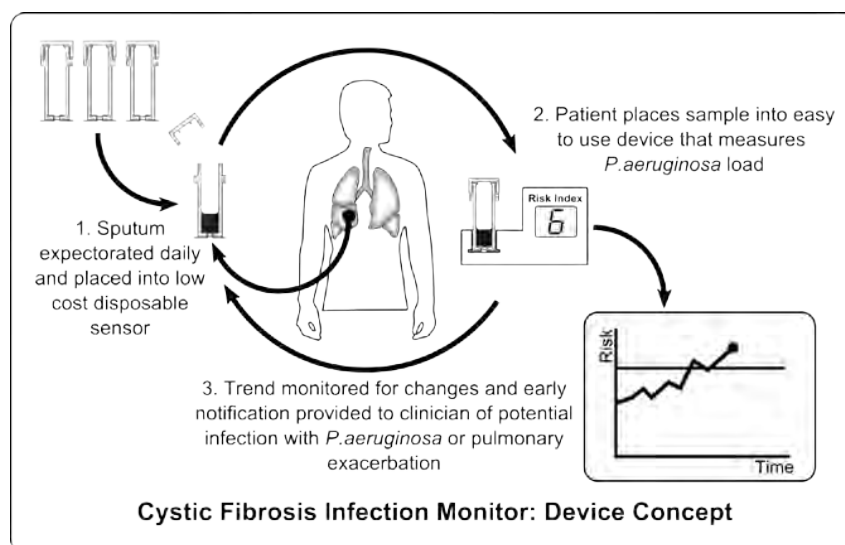 1. Sputum
expectorated daily
and placed into low
cost disposable
sensor
2. Patient places sample into easy
to use device that measures
P.aeruginosa load
Risk Index
6
3. Trend monitored for changes and early
notification provided to clinician of potential
infection with P.aeruginosa or pulmonary
exacerbation
Risk
Time
Cystic Fibrosis Infection Monitor: Device Concept